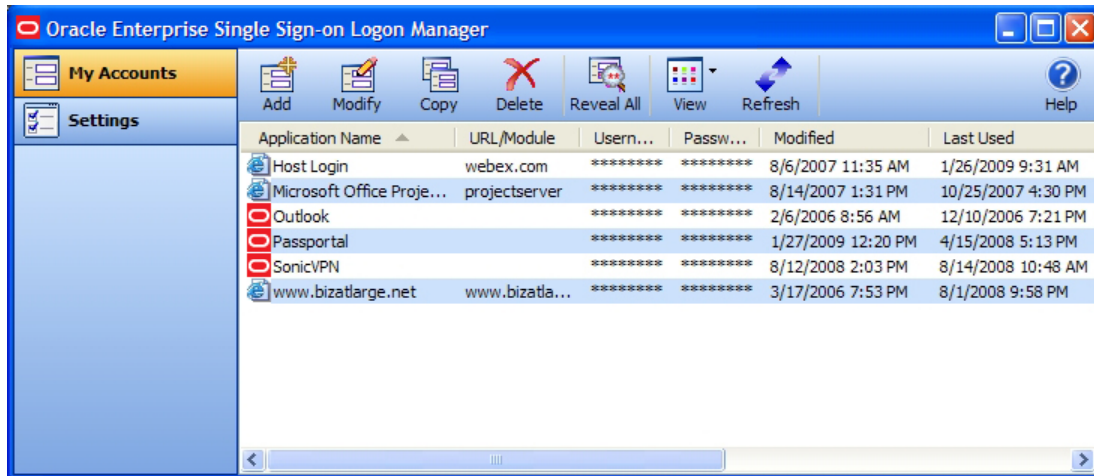 Oracle Enterprise Single Sign-on Logon Manager
My Accounts
Settings
Add Modify Copy Delete Reveal All View Refresh Help
Application Name URL/Module Usern... Passw... Modified Last Used
Host Login webex.com ******** ******** 8/6/2007 11:35 AM 1/26/2009 9:31 AM
Microsoft Office Proje... projectserver ******** ******** 8/14/2007 1:31 PM 10/25/2007 4:30 PM
Outlook ******** ******** 2/6/2006 8:56 AM 12/10/2006 7:21 PM
Passportal ******** ******** 1/27/2009 12:20 PM 4/15/2008 5:13 PM
SonicVPN ******** ******** 8/12/2008 2:03 PM 8/14/2008 10:48 AM
www.bizatlarge.net www.bizatla... ******** ******** 3/17/2006 7:53 PM 8/1/2008 9:58 PM